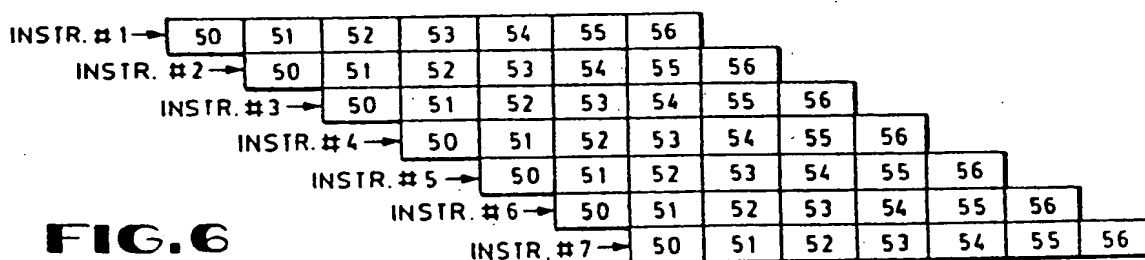 INSTR. #1 50 51 52 53 54 55 56
INSTR. #2 50 51 52 53 54 55 56
INSTR. #3 50 51 52 53 54 55 56
INSTR. #4 50 51 52 53 54 55 56
INSTR. #5 50 51 52 53 54 55 56
INSTR. #6 50 51 52 53 54 55 56
INSTR. #7 50 51 52 53 54 55 56
FIG.6